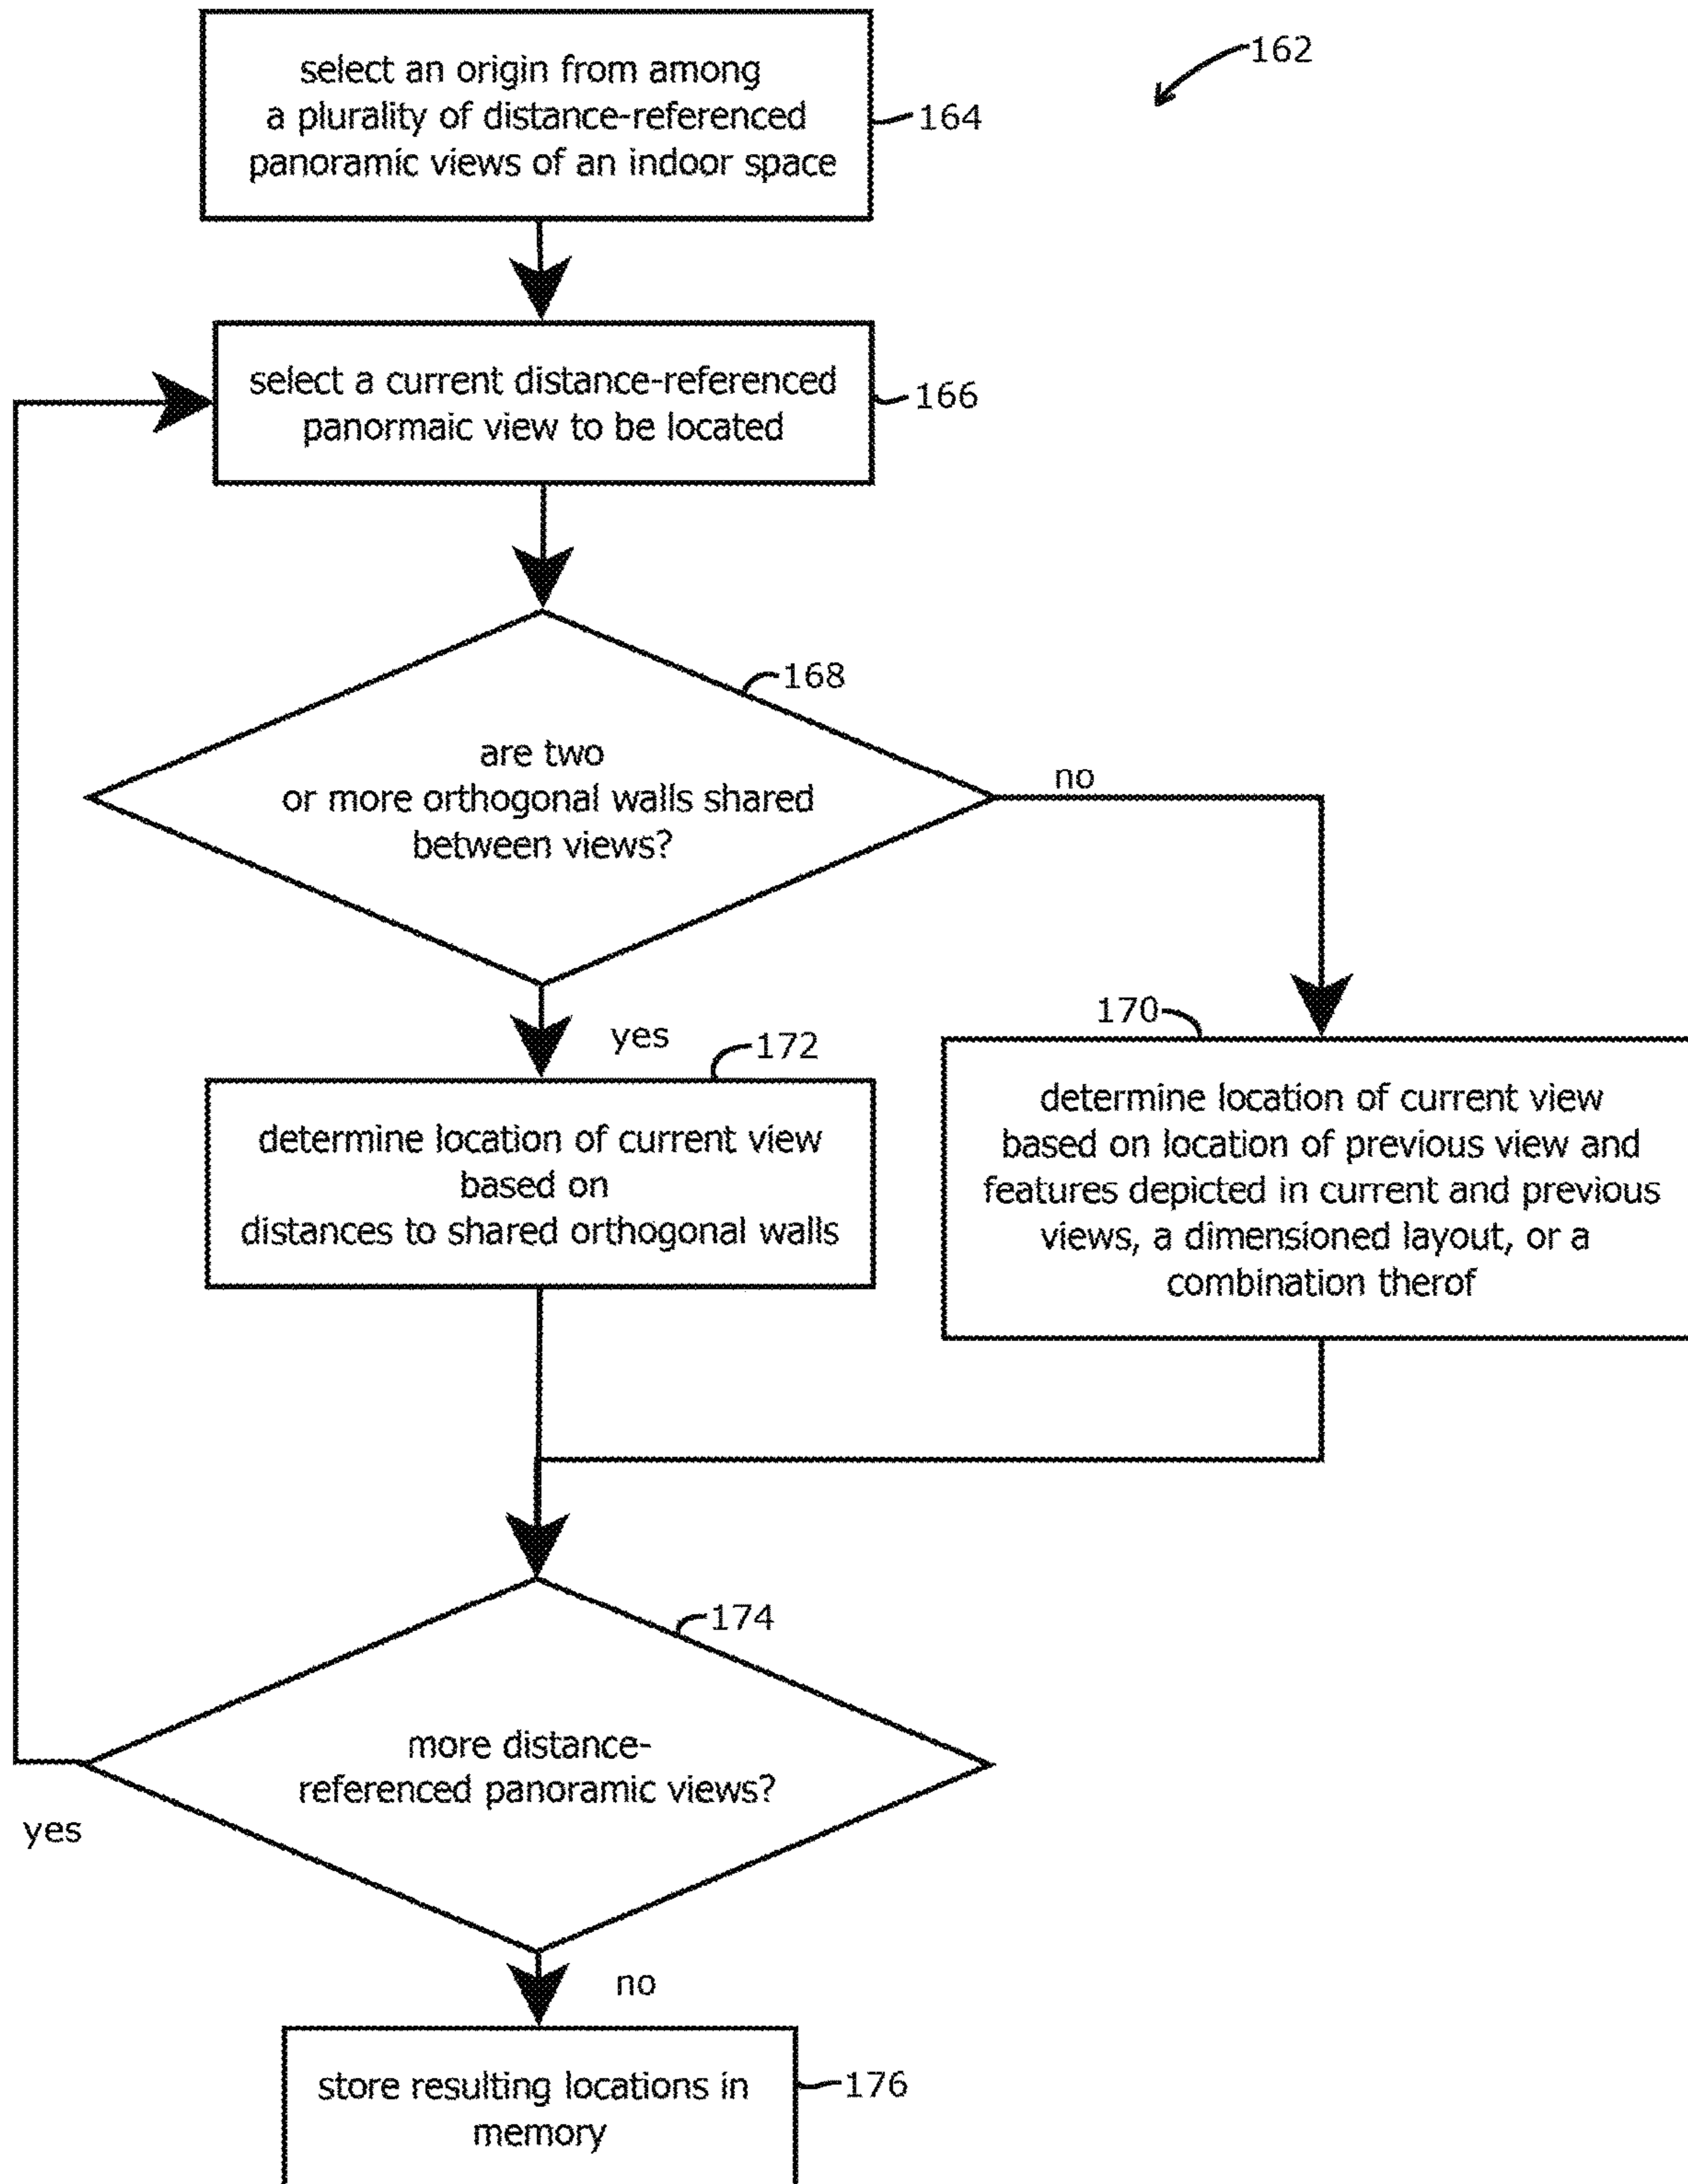 162
select an origin from among
a plurality of distance-referenced
panoramic views of an indoor space
164
select a current distance-referenced
panormaic view to be located
166
168
are two
or more orthogonal walls shared
between views?
no
yes
172
determine location of current view
based on
distances to shared orthogonal walls
170
determine location of current view
based on location of previous view and
features depicted in current and previous
views, a dimensioned layout, or a
combination therof
174
more distance-
referenced panoramic views?
yes
no
store resulting locations in
memory
176